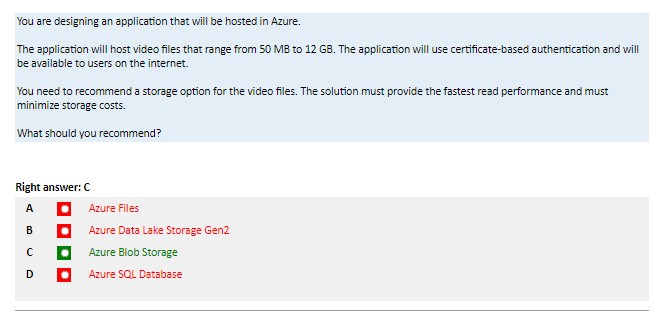 You are designing an application that will be hosted in Azure.
The application will host video files that range from 50 MB to 12 GB. The application will use certificate-based authentication and will
be available to users on the internet.
You need to recommend a storage option for the video files. The solution must provide the fastest read performance and must
minimize storage costs.
What should you recommend?
Right answer: C
A Azure Files
B Azure Data Lake Storage Gen2
C Azure Blob Storage
D Azure SQL Database